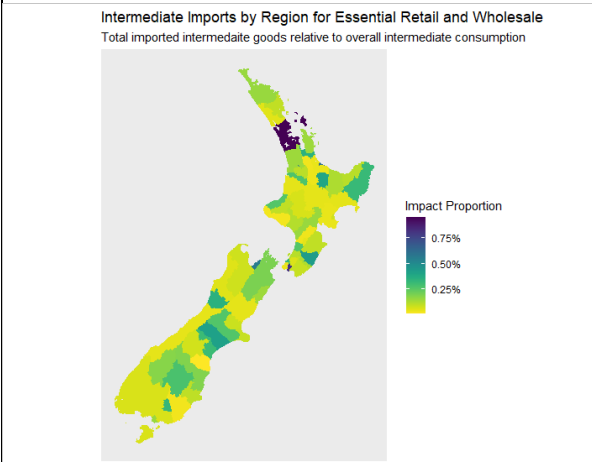 Intermediate Imports by Region for Essential Retail and Wholesale
Total imported intermedaite goods relative to overall intermediate consumption
Impact Proportion
0.75%
0.50%
0.25%